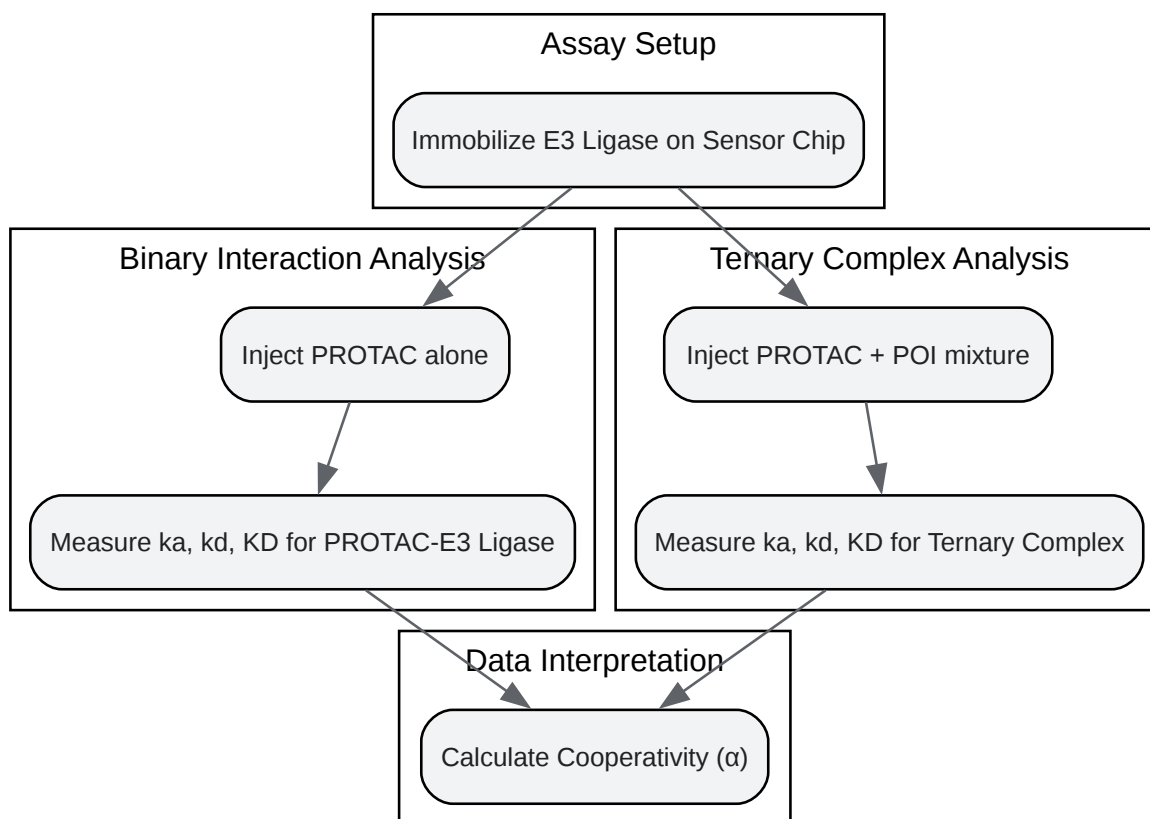 Assay Setup
Immobilize E3 Ligase on Sensor Chip
Binary Interaction Analysis
Inject PROTAC alone
Measure ka, kd, KD for PROTAC-E3 Ligase
Ternary Complex Analysis
Inject PROTAC + POI mixture
Measure ka, kd, KD for Ternary Complex
Data Interpretation
Calculate Cooperativity (α)